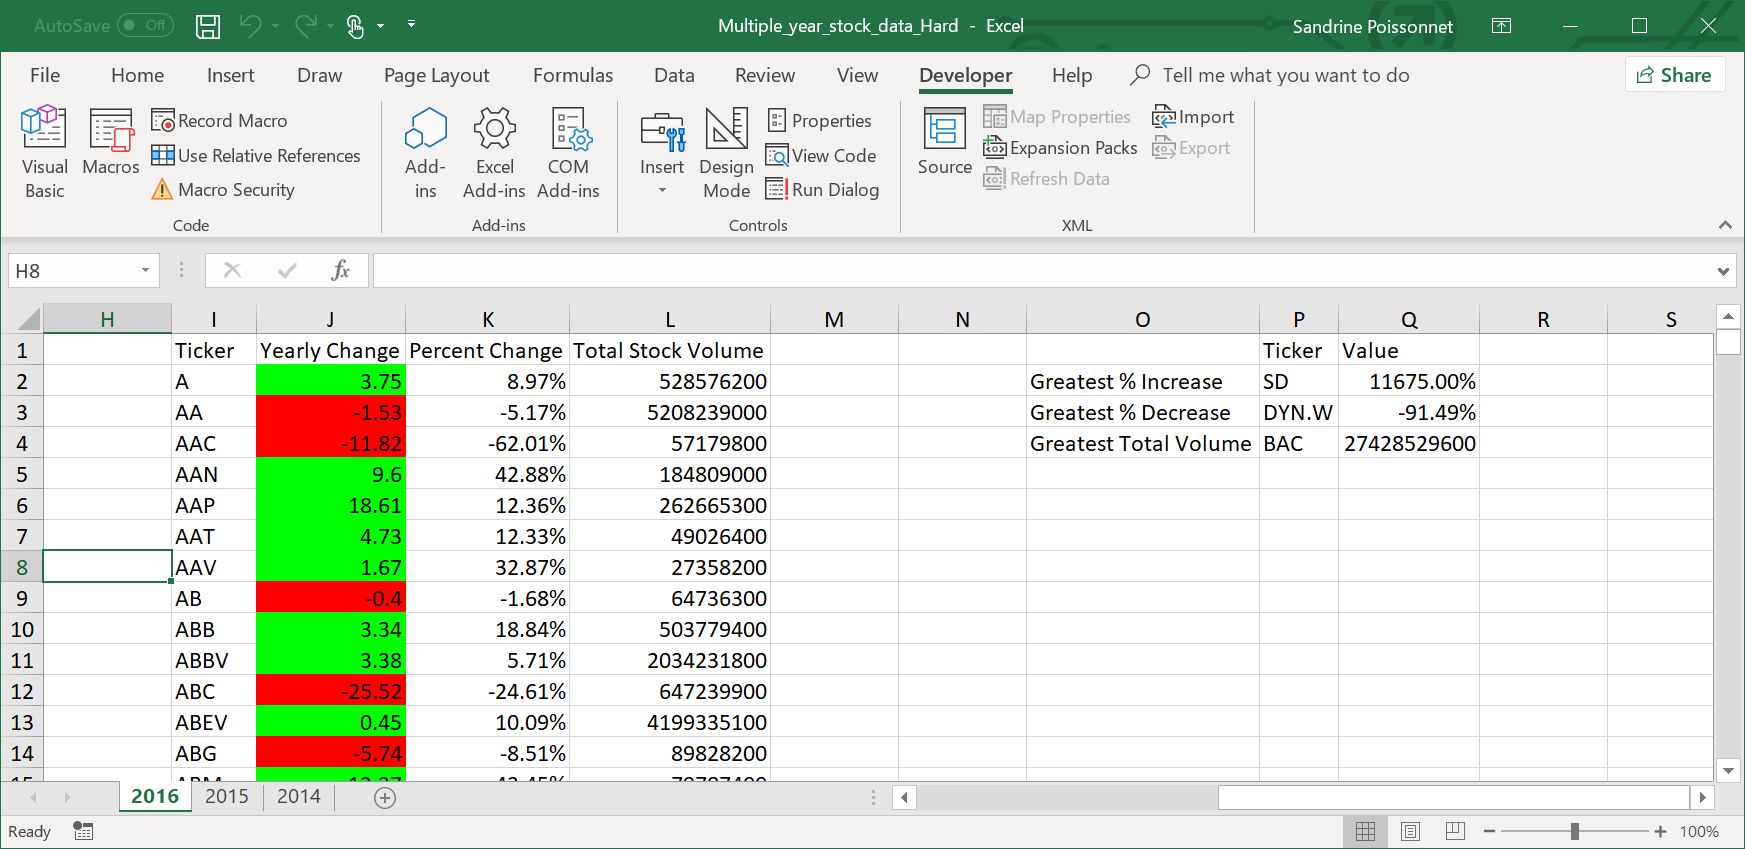 AutoSave Off Multiple_year_stock_data_Hard - Excel Sandrine Poissonnet
File Home Insert Draw Page Layout Formulas Data Review View Developer Help Tell me what you want to do Share
Visual Basic
Macros
Record Macro
Use Relative References
Macro Security
Code
Add-ins
Excel Add-ins
COM Add-ins
Add-ins
Insert
Design Mode
Properties
View Code
Run Dialog
Controls
Source
Map Properties
Expansion Packs
Refresh Data
Import
Export
XML
H8 fx
H I J K L M N O P Q R S
1 Ticker Yearly Change Percent Change Total Stock Volume Ticker Value
2 A 3.75 8.97% 528576200 Greatest % Increase SD 11675.00%
3 AA -1.53 -5.17% 5208239000 Greatest % Decrease DYN.W -91.49%
4 AAC -11.82 -62.01% 57179800 Greatest Total Volume BAC 27428529600
5 AAN 9.6 42.88% 184809000
6 AAP 18.61 12.36% 262665300
7 AAT 4.73 12.33% 49026400
8 AAV 1.67 32.87% 27358200
9 AB -0.4 -1.68% 64736300
10 ABB 3.34 18.84% 503779400
11 ABBV 3.38 5.71% 2034231800
12 ABC -25.52 -24.61% 647239900
13 ABEV 0.45 10.09% 4199335100
14 ABG -5.74 -8.51% 89828200
2016 2015 2014
Ready 100%